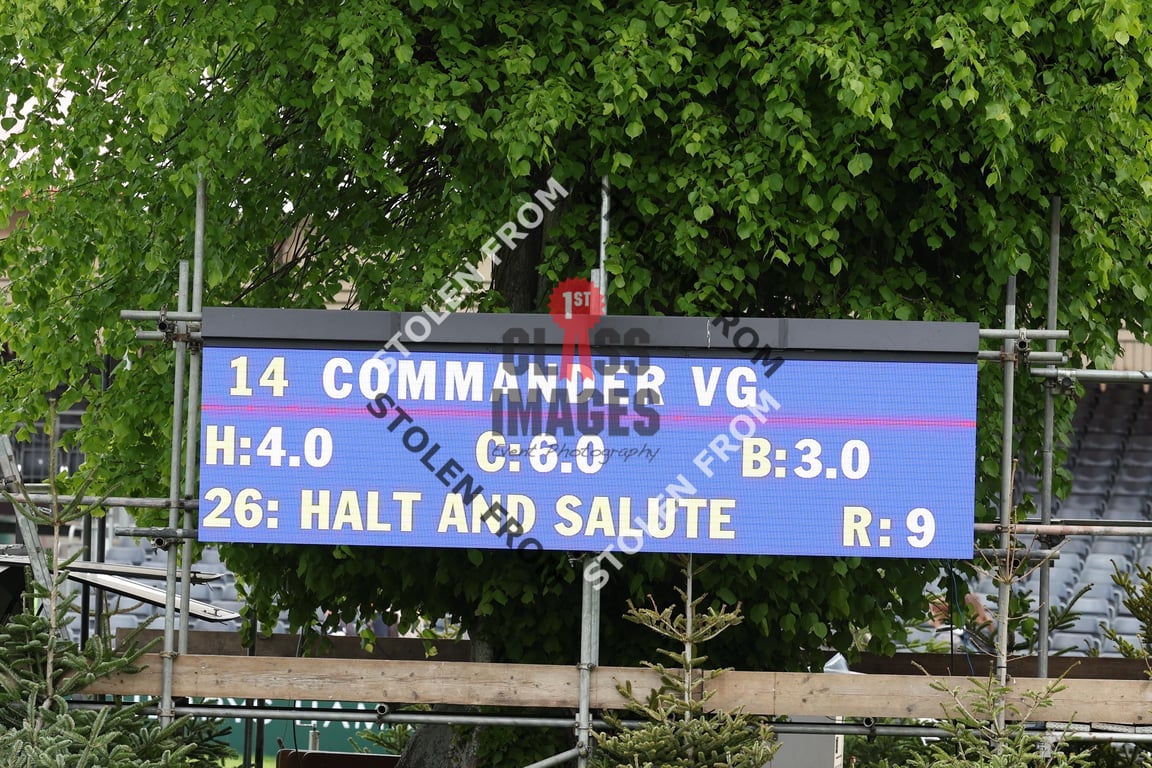 14 COMMANDER VG
H:4.0 C:6.0 B:3.0
26: HALT AND SALUTE R: 9
1ST
CLASS
IMAGES
Event Photography
STOLEN FROM
STOLEN FROM
STOLEN FROM
STOLEN FROM